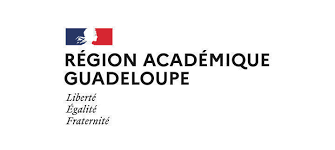 RÉGION ACADÉMIQUE
GUADELOUPE
Liberté
Égalité
Fraternité